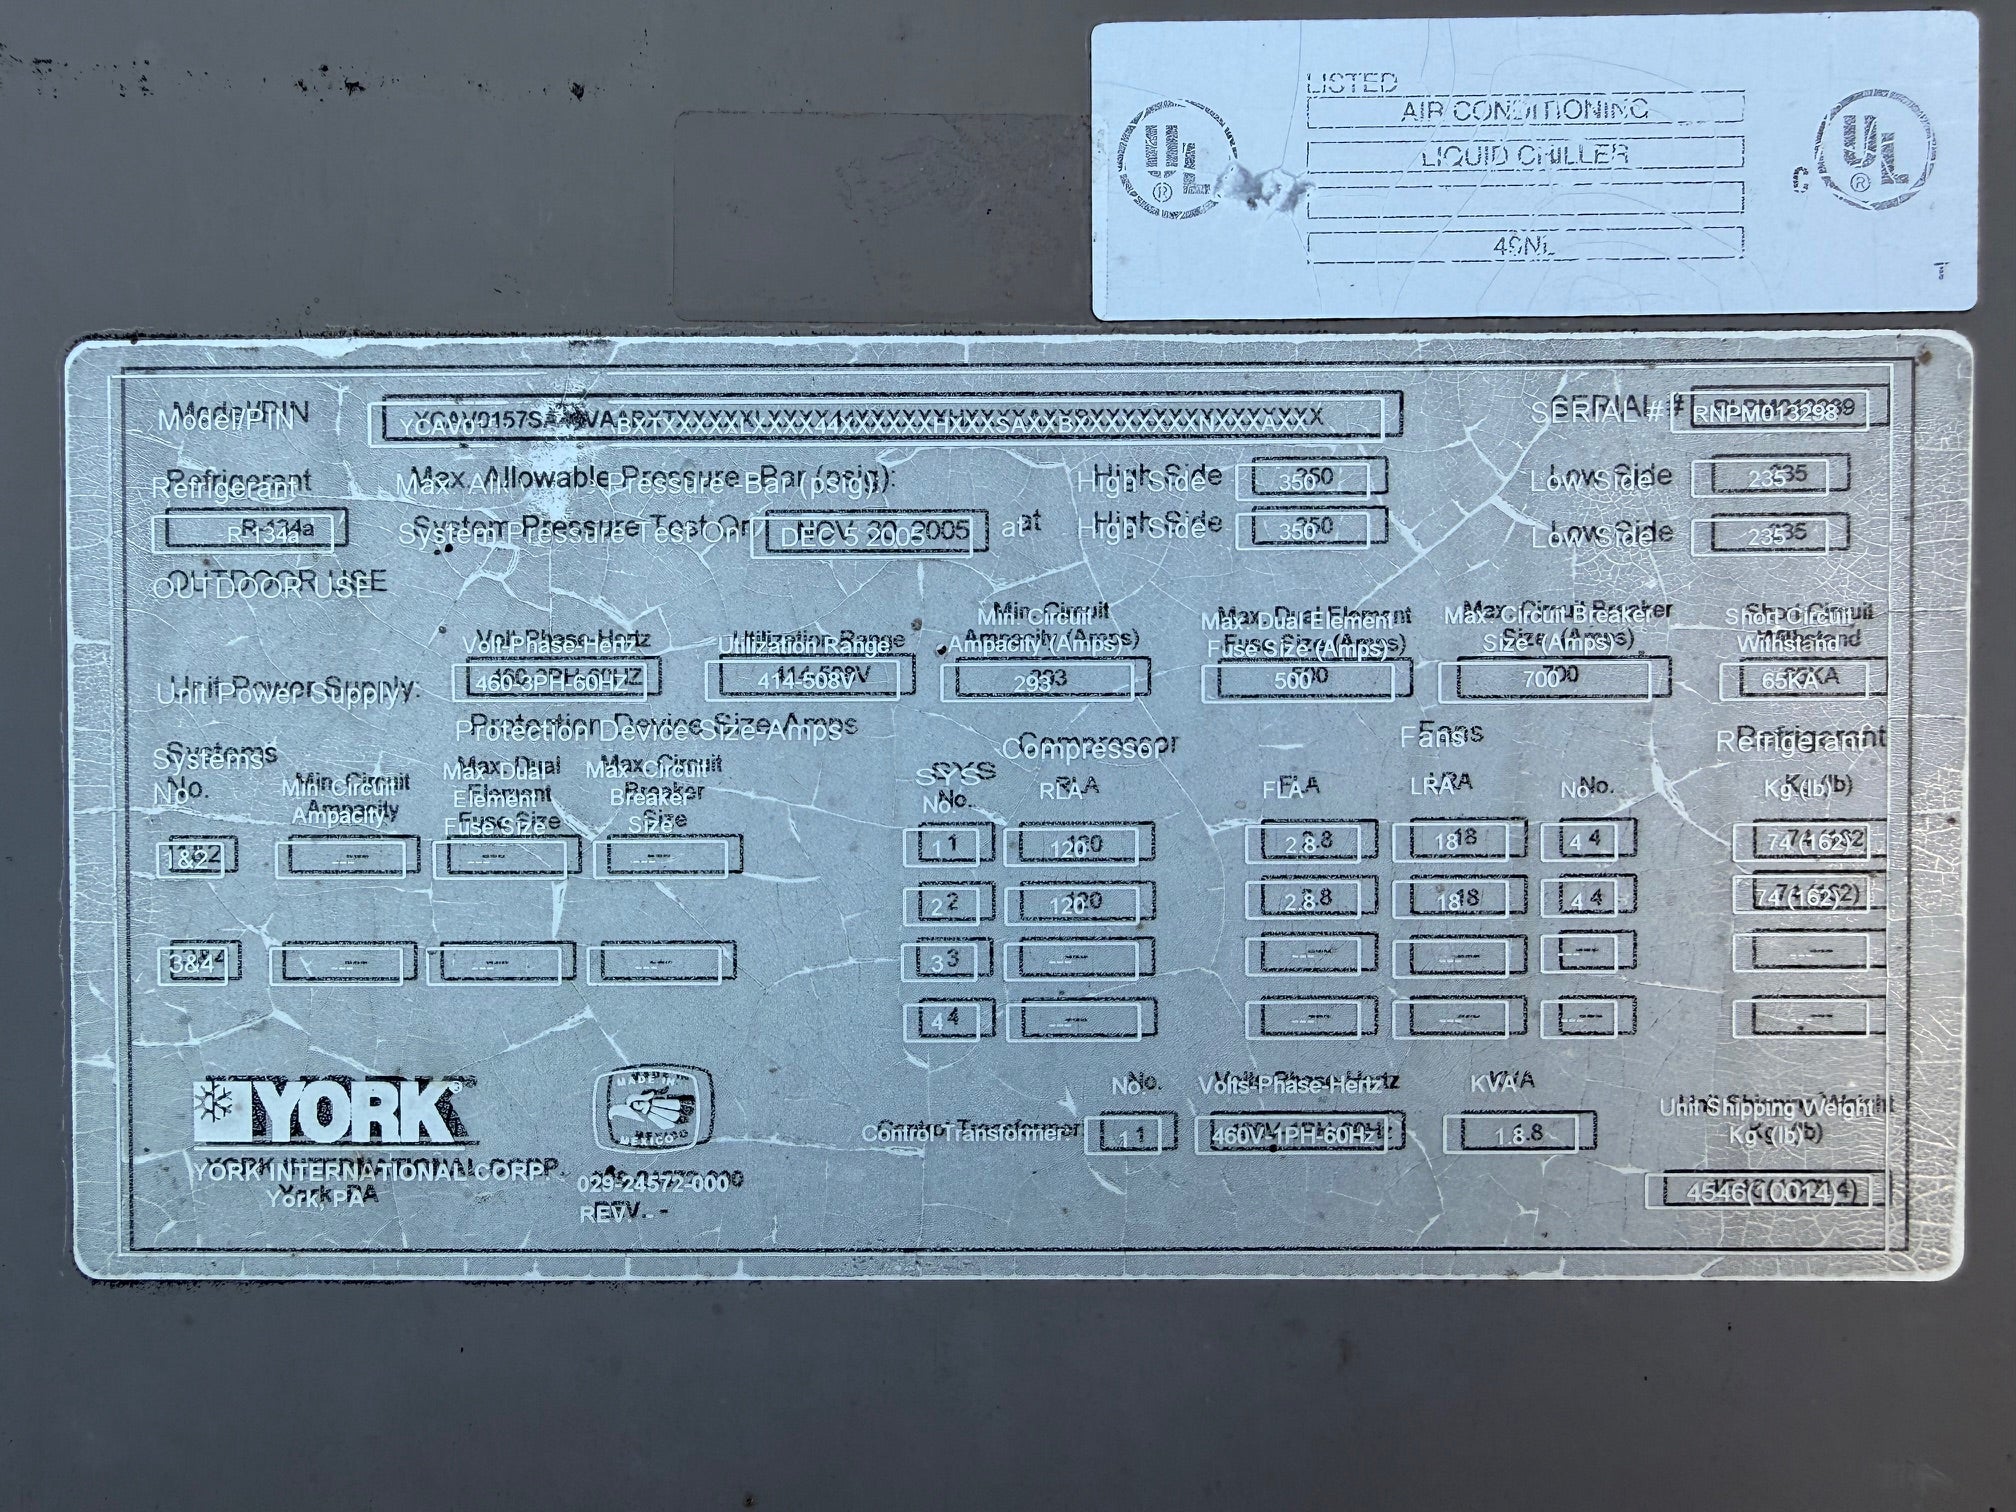 LISTED
AIR CONDITIONING
LIQUID CHILLER
49NL
UL ® C UL ®
Model/PIN SERIAL # RNPM013298
Refrigerant Max. Allowable Pressure Bar (psig): High Side 350 Low Side 235
R-134a System Pressure Test On DEC 5 2005 at High Side 350 Low Side 235
OUTDOOR USE
Volt-Phase-Hertz Utilization Range Min. Circuit Ampacity (Amps) Max. Dual Element Fuse Size (Amps) Max. Circuit Breaker Size (Amps) Short Circuit Withstand
Unit Power Supply: 460-3PH-60HZ 414-508V 293 500 700 65KA
Protection Device Size Amps Compressor Fans Refrigerant
Systems No. Min. Circuit Ampacity Max. Dual Element Fuse Size Max. Circuit Breaker Size SYS No. RLA FLA LRA No. Kg (lb)
1&2 --- --- --- 1 120 2.8 18 4 74 (162)
2 120 2.8 18 4 74 (162)
3&4 --- --- --- 3 --- --- --- --- ---
4 --- --- --- --- ---
No. Volts-Phase-Hertz KVA Unit Shipping Weight Kg (lb)
Control Transformer 1 460V-1PH-60Hz 1.8 4546(10014)
YORK®
MADE IN MEXICO
YORK INTERNATIONAL CORP. 029-24572-000
York, PA REV. -